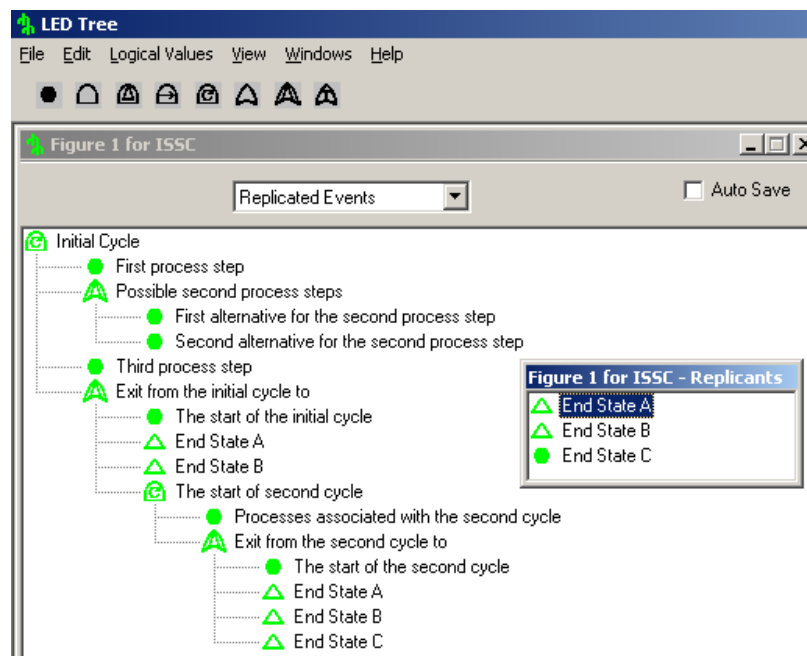 LED Tree
File Edit Logical Values View Windows Help
Figure 1 for ISSC
Replicated Events
Auto Save
Initial Cycle
First process step
Possible second process steps
First alternative for the second process step
Second alternative for the second process step
Third process step
Exit from the initial cycle to
The start of the initial cycle
End State A
End State B
The start of second cycle
Processes associated with the second cycle
Exit from the second cycle to
The start of the second cycle
End State A
End State B
End State C
Figure 1 for ISSC - Replicants
End State A
End State B
End State C